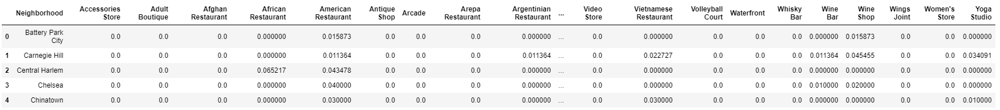 Neighborhood Accessories Store Adult Boutique Afghan Restaurant African Restaurant American Restaurant Antique Shop Arcade Arepa Restaurant Argentinian Restaurant ... Video Store Vietnamese Restaurant Volleyball Court Waterfront Whisky Bar Wine Bar Wine Shop Wings Joint Women's Store Yoga Studio
0 Battery Park City 0.0 0.0 0.0 0.000000 0.015873 0.0 0.0 0.0 0.000000 ... 0.0 0.000000 0.0 0.0 0.0 0.000000 0.015873 0.0 0.0 0.000000
1 Carnegie Hill 0.0 0.0 0.0 0.000000 0.011364 0.0 0.0 0.0 0.011364 ... 0.0 0.022727 0.0 0.0 0.0 0.011364 0.045455 0.0 0.0 0.034091
2 Central Harlem 0.0 0.0 0.0 0.065217 0.043478 0.0 0.0 0.0 0.000000 ... 0.0 0.000000 0.0 0.0 0.0 0.000000 0.000000 0.0 0.0 0.000000
3 Chelsea 0.0 0.0 0.0 0.000000 0.040000 0.0 0.0 0.0 0.000000 ... 0.0 0.000000 0.0 0.0 0.0 0.010000 0.020000 0.0 0.0 0.000000
4 Chinatown 0.0 0.0 0.0 0.000000 0.030000 0.0 0.0 0.0 0.000000 ... 0.0 0.030000 0.0 0.0 0.0 0.000000 0.000000 0.0 0.0 0.010000